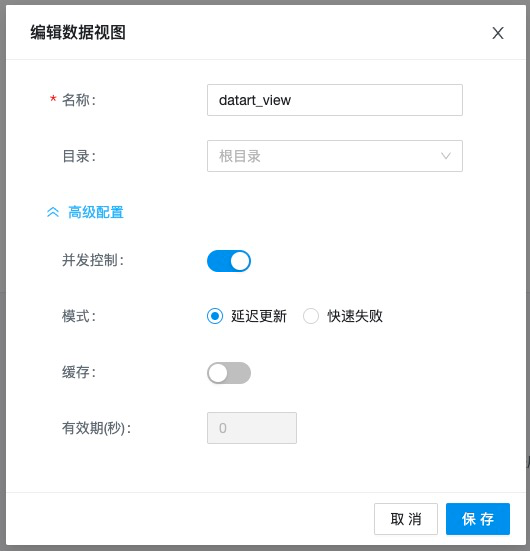 编辑数据视图
* 名称: datart_view
目录: 根目录
高级配置
并发控制:
模式: 延迟更新 快速失败
缓存:
有效期(秒): 0
取消 保存